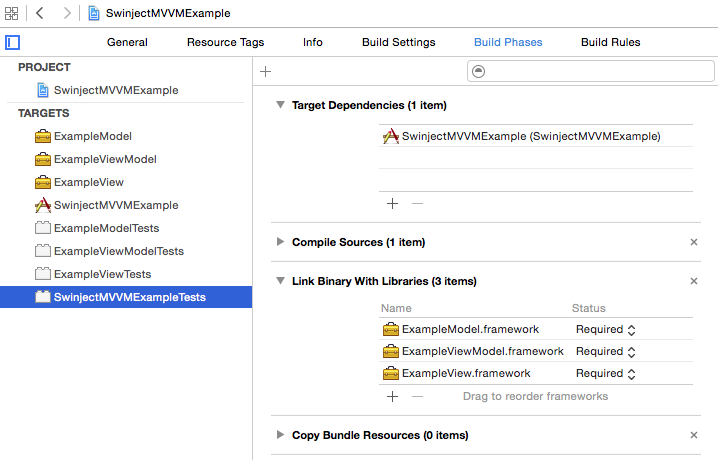 SwinjectMVVMExample
General Resource Tags Info Build Settings Build Phases Build Rules
PROJECT
SwinjectMVVMExample
TARGETS
ExampleModel
ExampleViewModel
ExampleView
SwinjectMVVMExample
ExampleModelTests
ExampleViewModelTests
ExampleViewTests
SwinjectMVVMExampleTests
Target Dependencies (1 item)
SwinjectMVVMExample (SwinjectMVVMExample)
Compile Sources (1 item)
Link Binary With Libraries (3 items)
Name Status
ExampleModel.framework Required
ExampleViewModel.framework Required
ExampleView.framework Required
Drag to reorder frameworks
Copy Bundle Resources (0 items)